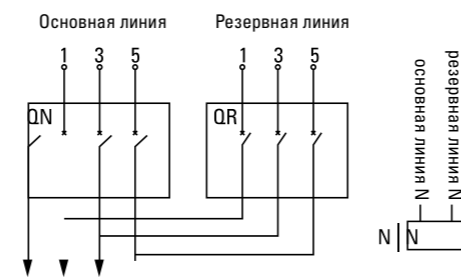 Основная линия
Резервная линия
1 3 5
1 3 5
QN
QR
основная линия N
резервная линия N
N
N